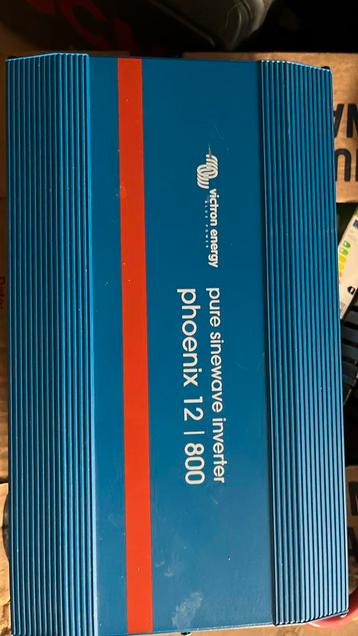 victron energy
BLUE POWER
pure sinewave inverter
phoenix 12 | 800